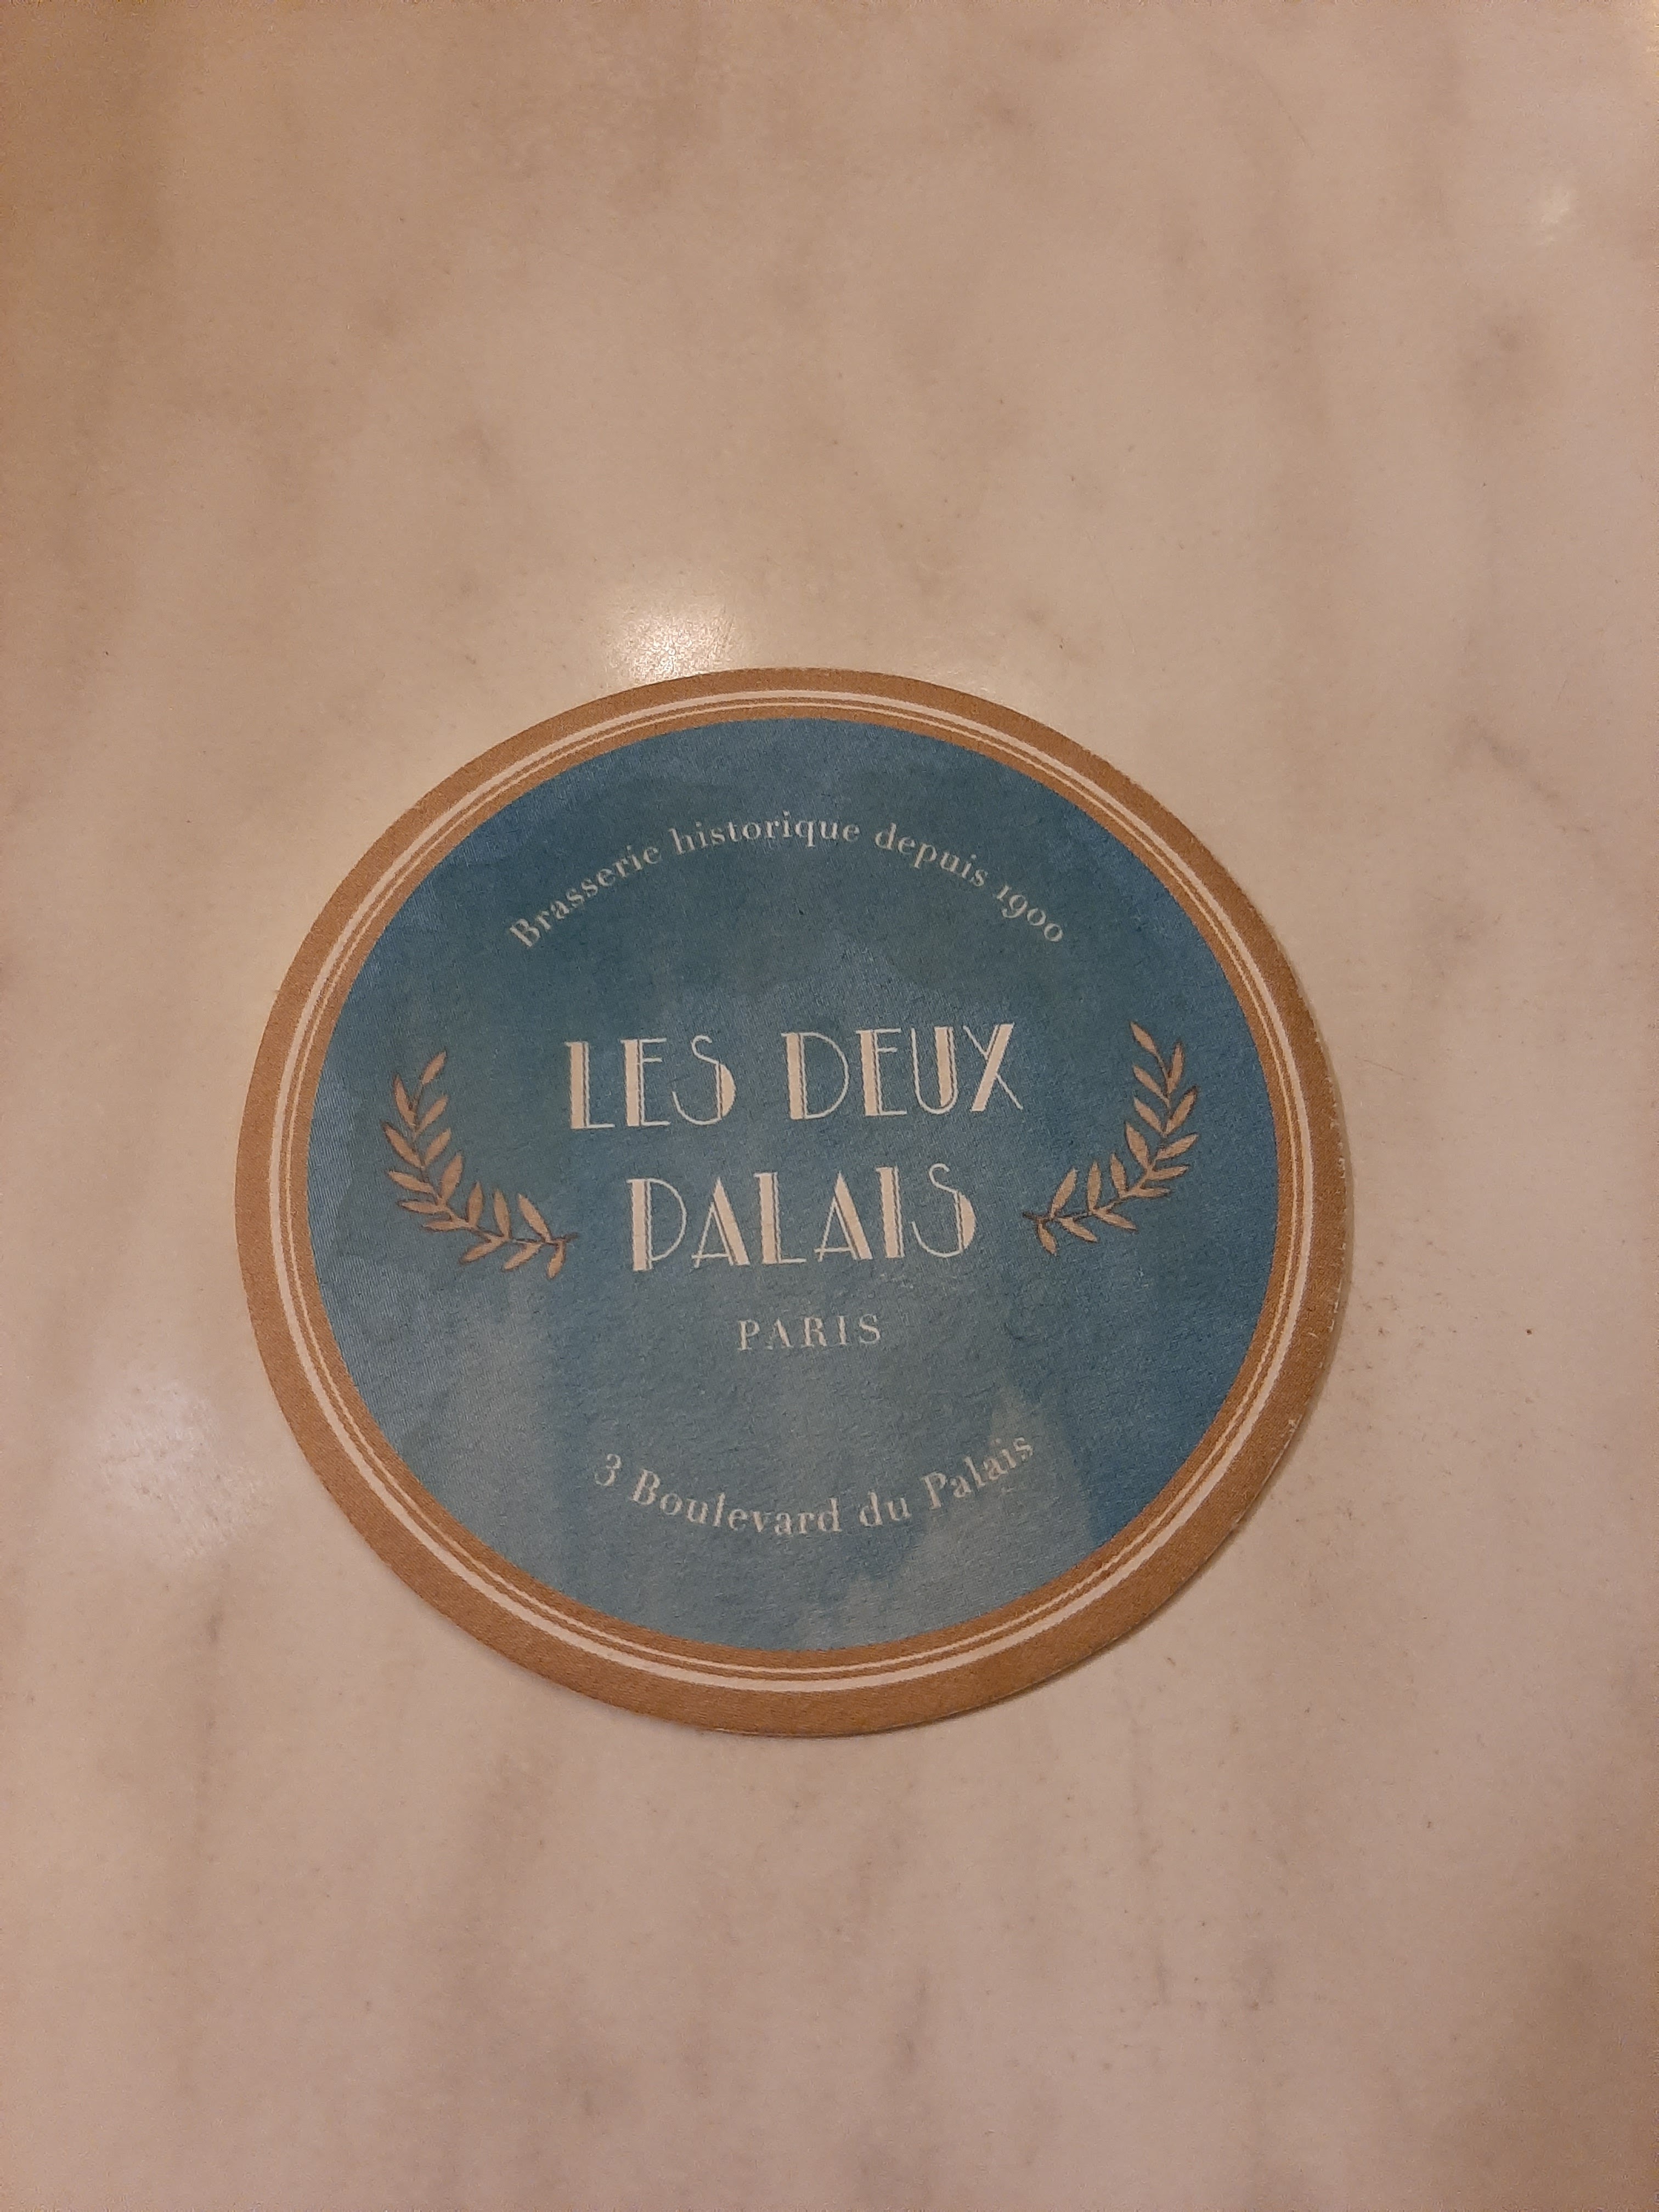 Brasserie historique depuis 1900
LES DEUX
PALAIS
PARIS
3 Boulevard du Palais